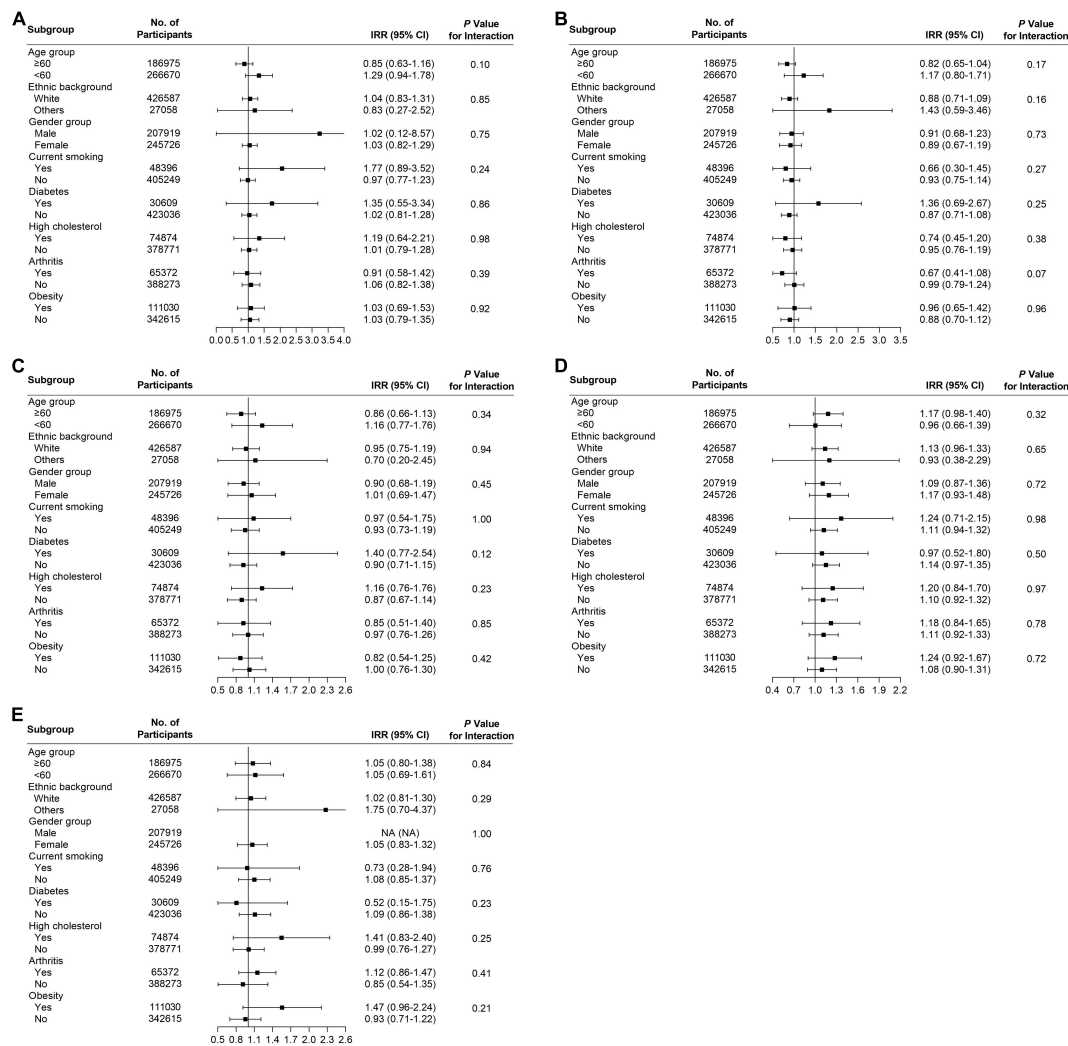 A
Subgroup No. of Participants IRR (95% CI) P Value for Interaction
Age group
≥60 186975 0.85 (0.63-1.16) 0.10
<60 266670 1.29 (0.94-1.78)
Ethnic background
White 426587 1.04 (0.83-1.31) 0.85
Others 27058 0.83 (0.27-2.52)
Gender group
Male 207919 1.02 (0.12-8.57) 0.75
Female 245726 1.03 (0.82-1.29)
Current smoking
Yes 48396 1.77 (0.89-3.52) 0.24
No 405249 0.97 (0.77-1.23)
Diabetes
Yes 30609 1.35 (0.55-3.34) 0.86
No 423036 1.02 (0.81-1.28)
High cholesterol
Yes 74874 1.19 (0.64-2.21) 0.98
No 378771 1.01 (0.79-1.28)
Arthritis
Yes 65372 0.91 (0.58-1.42) 0.39
No 388273 1.06 (0.82-1.38)
Obesity
Yes 111030 1.03 (0.69-1.53) 0.92
No 342615 1.03 (0.79-1.35)
0.0 0.5 1.0 1.5 2.0 2.5 3.0 3.5 4.0
B
Subgroup No. of Participants IRR (95% CI) P Value for Interaction
Age group
≥60 186975 0.82 (0.65-1.04) 0.17
<60 266670 1.17 (0.80-1.71)
Ethnic background
White 426587 0.88 (0.71-1.09) 0.16
Others 27058 1.43 (0.59-3.46)
Gender group
Male 207919 0.91 (0.68-1.23) 0.73
Female 245726 0.89 (0.67-1.19)
Current smoking
Yes 48396 0.66 (0.30-1.45) 0.27
No 405249 0.93 (0.75-1.14)
Diabetes
Yes 30609 1.36 (0.69-2.67) 0.25
No 423036 0.87 (0.71-1.08)
High cholesterol
Yes 74874 0.74 (0.45-1.20) 0.38
No 378771 0.95 (0.76-1.19)
Arthritis
Yes 65372 0.67 (0.41-1.08) 0.07
No 388273 0.99 (0.79-1.24)
Obesity
Yes 111030 0.96 (0.65-1.42) 0.96
No 342615 0.88 (0.70-1.12)
0.5 1.0 1.5 2.0 2.5 3.0 3.5
C
Subgroup No. of Participants IRR (95% CI) P Value for Interaction
Age group
≥60 186975 0.86 (0.66-1.13) 0.34
<60 266670 1.16 (0.77-1.76)
Ethnic background
White 426587 0.95 (0.75-1.19) 0.94
Others 27058 0.70 (0.20-2.45)
Gender group
Male 207919 0.90 (0.68-1.19) 0.45
Female 245726 1.01 (0.69-1.47)
Current smoking
Yes 48396 0.97 (0.54-1.75) 1.00
No 405249 0.93 (0.73-1.19)
Diabetes
Yes 30609 1.40 (0.77-2.54) 0.12
No 423036 0.90 (0.71-1.15)
High cholesterol
Yes 74874 1.16 (0.76-1.76) 0.23
No 378771 0.87 (0.67-1.14)
Arthritis
Yes 65372 0.85 (0.51-1.40) 0.85
No 388273 0.97 (0.76-1.26)
Obesity
Yes 111030 0.82 (0.54-1.25) 0.42
No 342615 1.00 (0.76-1.30)
0.5 0.8 1.1 1.4 1.7 2.0 2.3 2.6
D
Subgroup No. of Participants IRR (95% CI) P Value for Interaction
Age group
≥60 186975 1.17 (0.98-1.40) 0.32
<60 266670 0.96 (0.66-1.39)
Ethnic background
White 426587 1.13 (0.96-1.33) 0.65
Others 27058 0.93 (0.38-2.29)
Gender group
Male 207919 1.09 (0.87-1.36) 0.72
Female 245726 1.17 (0.93-1.48)
Current smoking
Yes 48396 1.24 (0.71-2.15) 0.98
No 405249 1.11 (0.94-1.32)
Diabetes
Yes 30609 0.97 (0.52-1.80) 0.50
No 423036 1.14 (0.97-1.35)
High cholesterol
Yes 74874 1.20 (0.84-1.70) 0.97
No 378771 1.10 (0.92-1.32)
Arthritis
Yes 65372 1.18 (0.84-1.65) 0.78
No 388273 1.11 (0.92-1.33)
Obesity
Yes 111030 1.24 (0.92-1.67) 0.72
No 342615 1.08 (0.90-1.31)
0.4 0.7 1.0 1.3 1.6 1.9 2.2
E
Subgroup No. of Participants IRR (95% CI) P Value for Interaction
Age group
≥60 186975 1.05 (0.80-1.38) 0.84
<60 266670 1.05 (0.69-1.61)
Ethnic background
White 426587 1.02 (0.81-1.30) 0.29
Others 27058 1.75 (0.70-4.37)
Gender group
Male 207919 NA (NA) 1.00
Female 245726 1.05 (0.83-1.32)
Current smoking
Yes 48396 0.73 (0.28-1.94) 0.76
No 405249 1.08 (0.85-1.37)
Diabetes
Yes 30609 0.52 (0.15-1.75) 0.23
No 423036 1.09 (0.86-1.38)
High cholesterol
Yes 74874 1.41 (0.83-2.40) 0.25
No 378771 0.99 (0.76-1.27)
Arthritis
Yes 65372 1.12 (0.86-1.47) 0.41
No 388273 0.85 (0.54-1.35)
Obesity
Yes 111030 1.47 (0.96-2.24) 0.21
No 342615 0.93 (0.71-1.22)
0.5 0.8 1.1 1.4 1.7 2.0 2.3 2.6